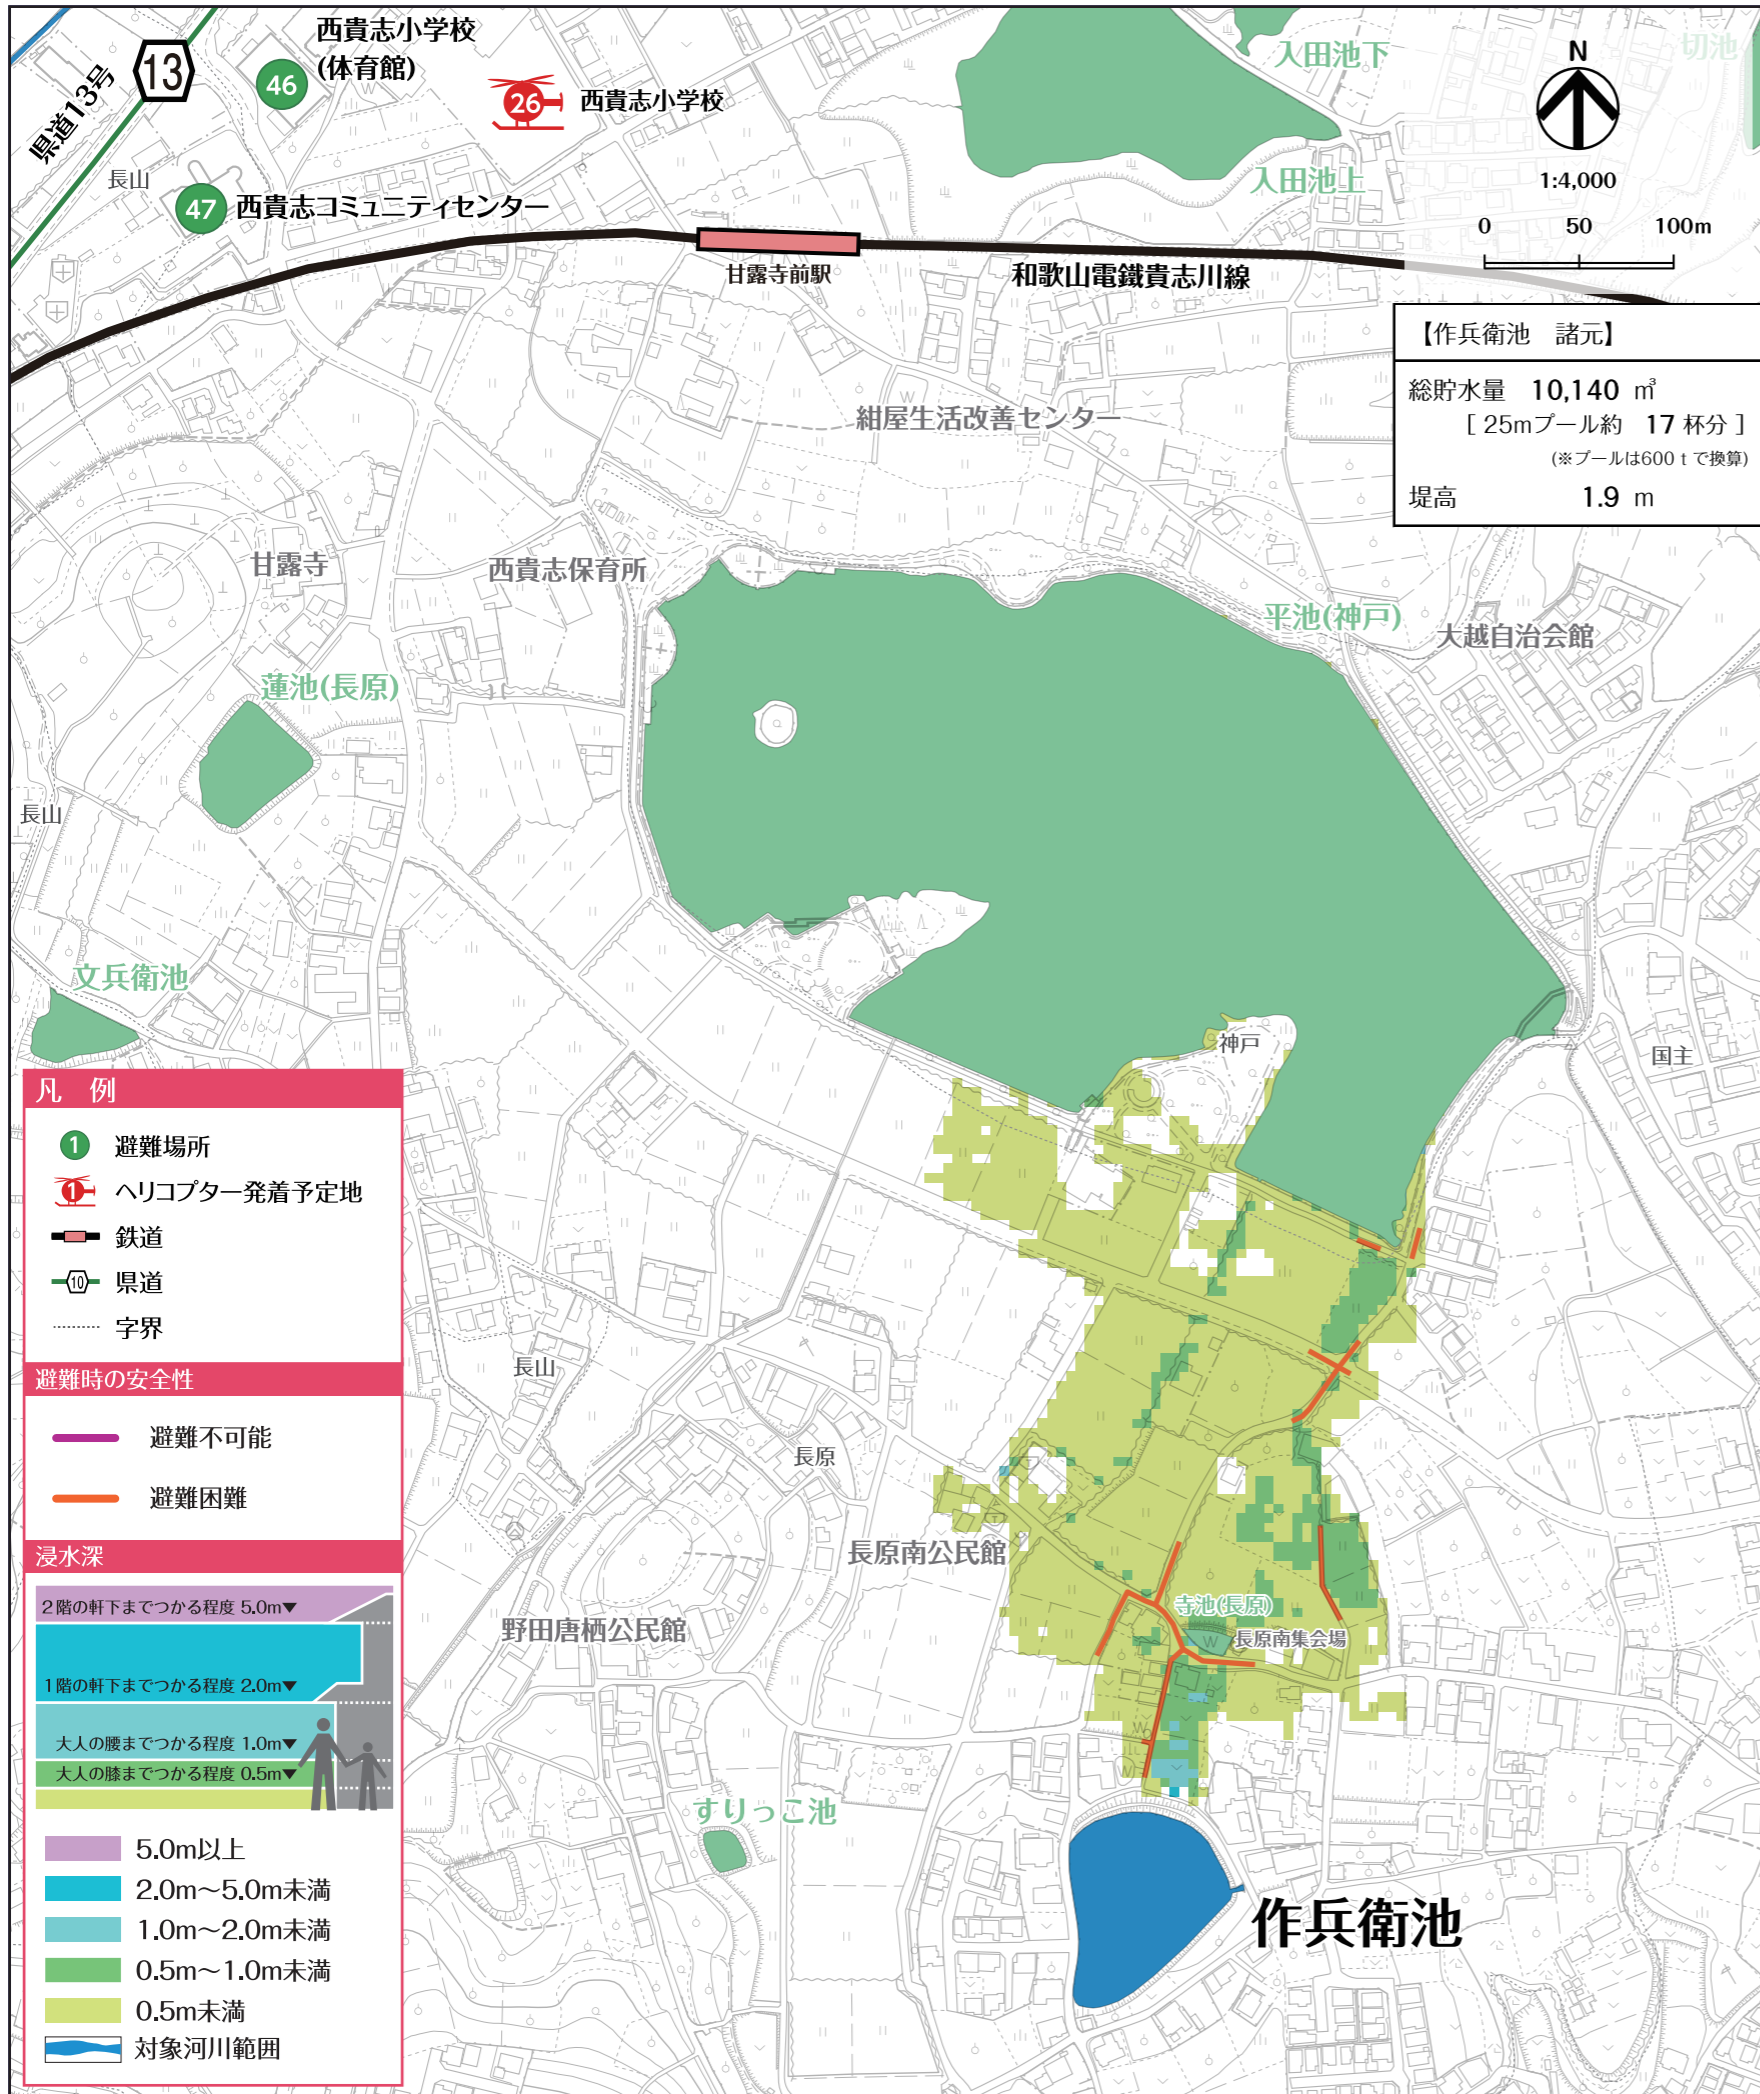 西貴志小学校
(体育館)
46
13
県道13号
26
西貴志小学校
長山
47
西貴志コミュニティセンター
入田池下
入田池上
切池
N
1:4,000
0 50 100m
甘露寺前駅
和歌山電鐵貴志川線
【作兵衛池 諸元】
総貯水量 10,140 ㎥
[ 25mプール約 17 杯分 ]
(※プールは600 t で換算)
堤高 1.9 m
紺屋生活改善センター
甘露寺
西貴志保育所
平池(神戸)
大越自治会館
蓮池(長原)
長山
文兵衛池
神戸
国主
長山
長原
長原南公民館
野田唐栖公民館
寺池(長原)
長原南集会場
すりっこ池
作兵衛池
凡 例
1 避難場所
1 ヘリコプター発着予定地
鉄道
10 県道
字界
避難時の安全性
避難不可能
避難困難
浸水深
2階の軒下までつかる程度 5.0m▼
1階の軒下までつかる程度 2.0m▼
大人の腰までつかる程度 1.0m▼
大人の膝までつかる程度 0.5m▼
5.0m以上
2.0m～5.0m未満
1.0m～2.0m未満
0.5m～1.0m未満
0.5m未満
対象河川範囲